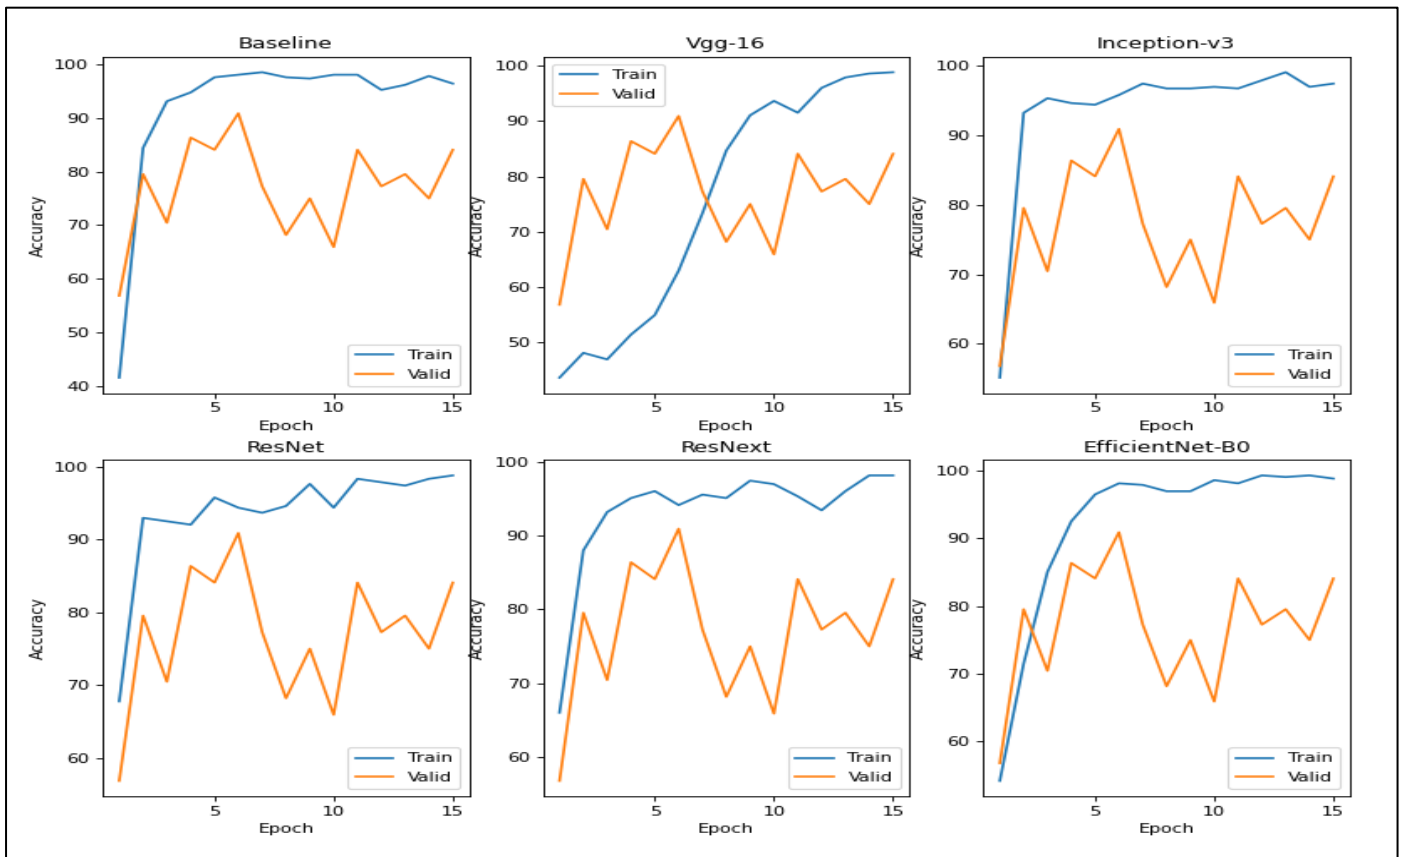 Baseline
100
90
80
70
60
50
40
Accuracy
5
10
15
Epoch
Train
Valid
Vgg-16
100
90
80
70
60
50
Accuracy
5
10
15
Epoch
Train
Valid
Inception-v3
100
90
80
70
60
Accuracy
5
10
15
Epoch
Train
Valid
ResNet
100
90
80
70
60
Accuracy
5
10
15
Epoch
Train
Valid
ResNext
100
90
80
70
60
Accuracy
5
10
15
Epoch
Train
Valid
EfficientNet-B0
100
90
80
70
60
Accuracy
5
10
15
Epoch
Train
Valid